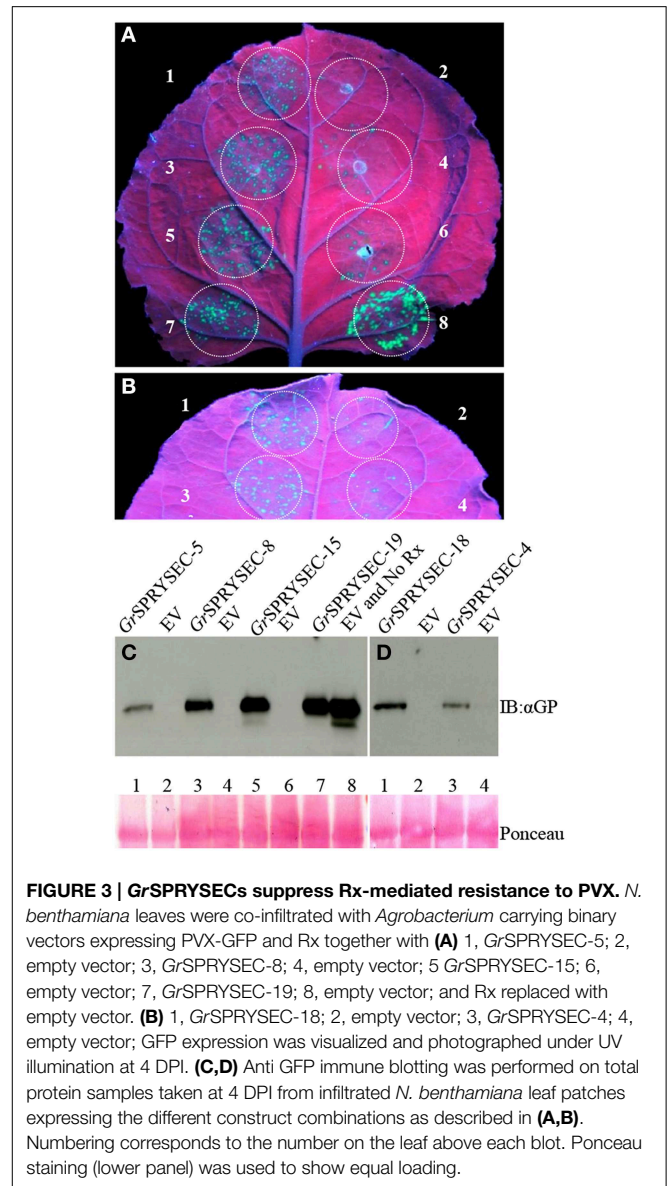 A
1
2
3
4
5
6
7
8
B
1
2
3
4
GrSPRYSEC-5
EV
GrSPRYSEC-8
EV
GrSPRYSEC-15
EV
GrSPRYSEC-19
EV and No Rx
GrSPRYSEC-18
EV
GrSPRYSEC-4
EV
C
D
IB:αGP
1 2 3 4 5 6 7 8 1 2 3 4
Ponceau
FIGURE 3 | GrSPRYSECs suppress Rx-mediated resistance to PVX. N.
benthamiana leaves were co-infiltrated with Agrobacterium carrying binary
vectors expressing PVX-GFP and Rx together with (A) 1, GrSPRYSEC-5; 2,
empty vector; 3, GrSPRYSEC-8; 4, empty vector; 5 GrSPRYSEC-15; 6,
empty vector; 7, GrSPRYSEC-19; 8, empty vector; and Rx replaced with
empty vector. (B) 1, GrSPRYSEC-18; 2, empty vector; 3, GrSPRYSEC-4; 4,
empty vector; GFP expression was visualized and photographed under UV
illumination at 4 DPI. (C,D) Anti GFP immune blotting was performed on total
protein samples taken at 4 DPI from infiltrated N. benthamiana leaf patches
expressing the different construct combinations as described in (A,B).
Numbering corresponds to the number on the leaf above each blot. Ponceau
staining (lower panel) was used to show equal loading.